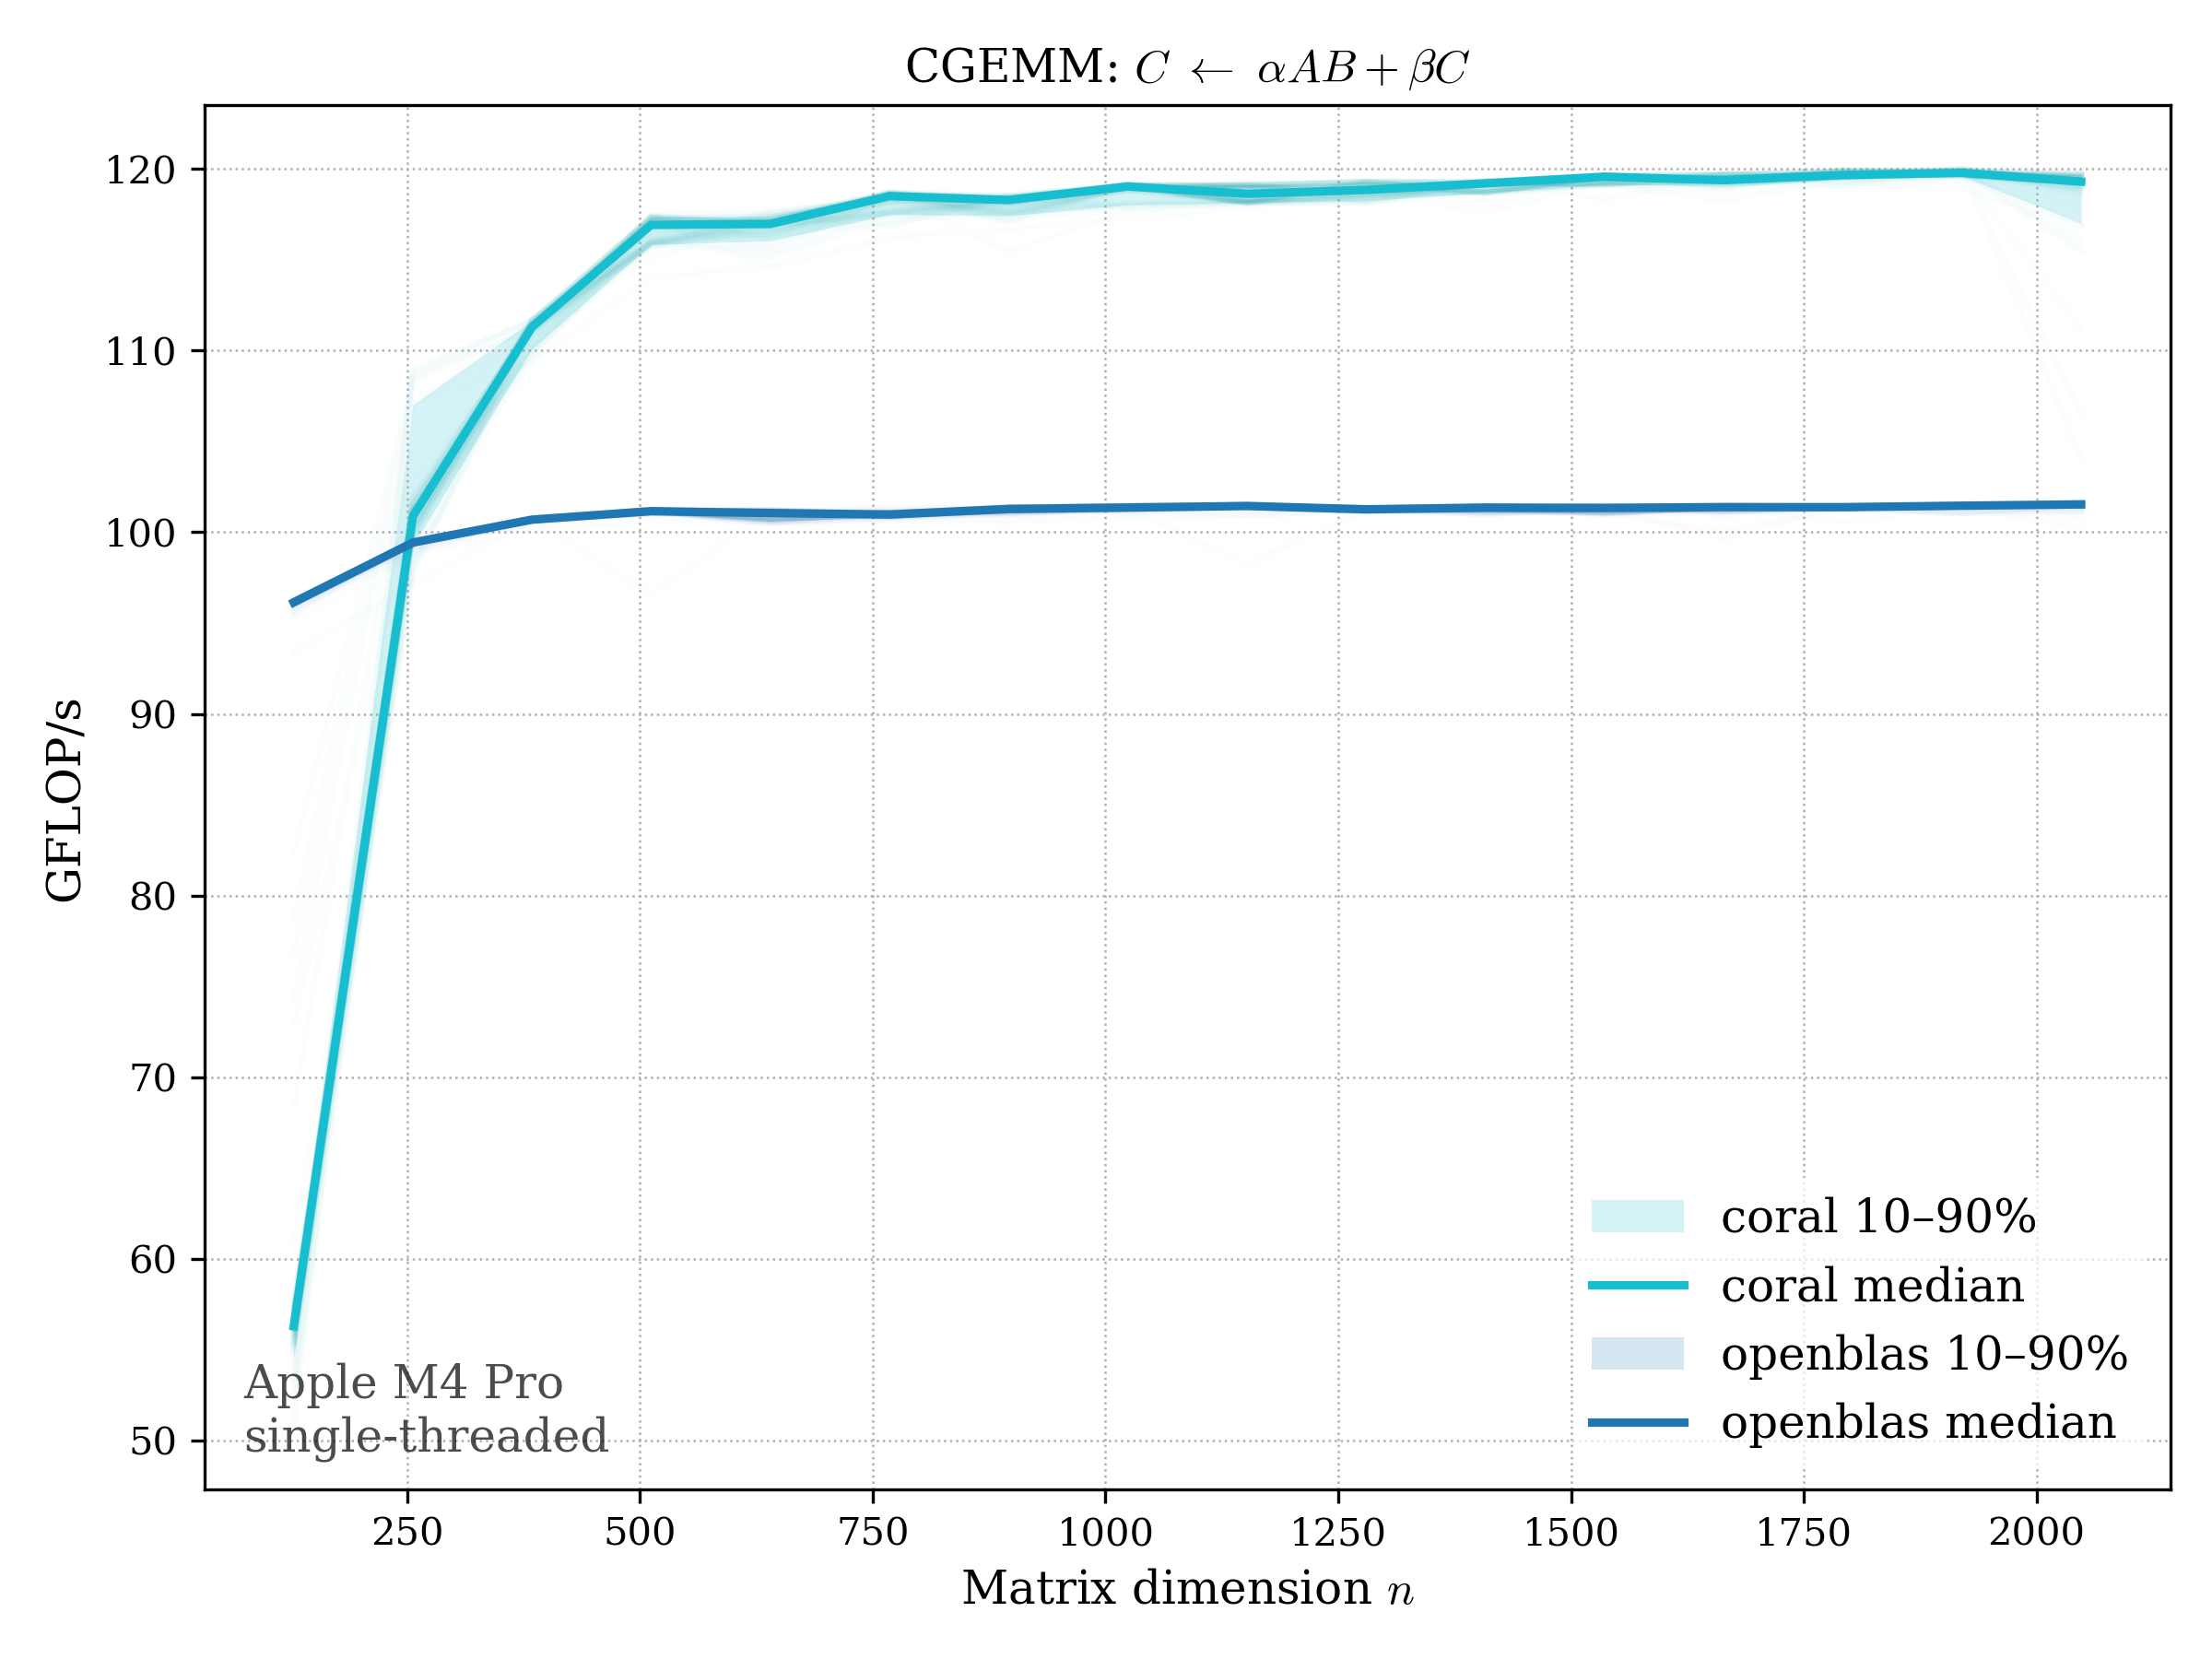 CGEMM: C ← αAB + βC
120
110
100
90
80
70
60
50
GFLOP/s
coral 10–90%
coral median
openblas 10–90%
openblas median
Apple M4 Pro
single-threaded
250 500 750 1000 1250 1500 1750 2000
Matrix dimension n